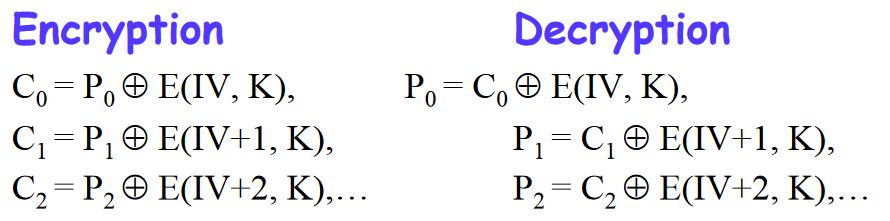 Encryption Decryption
C₀ = P₀ ⊕ E(IV, K), P₀ = C₀ ⊕ E(IV, K),
C₁ = P₁ ⊕ E(IV+1, K), P₁ = C₁ ⊕ E(IV+1, K),
C₂ = P₂ ⊕ E(IV+2, K),… P₂ = C₂ ⊕ E(IV+2, K),…